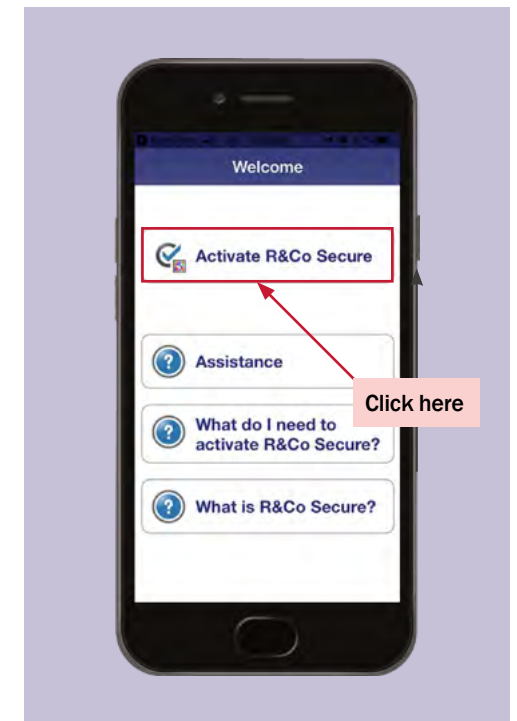 Welcome
Activate R&Co Secure
Assistance
Click here
What do I need to
activate R&Co Secure?
What is R&Co Secure?